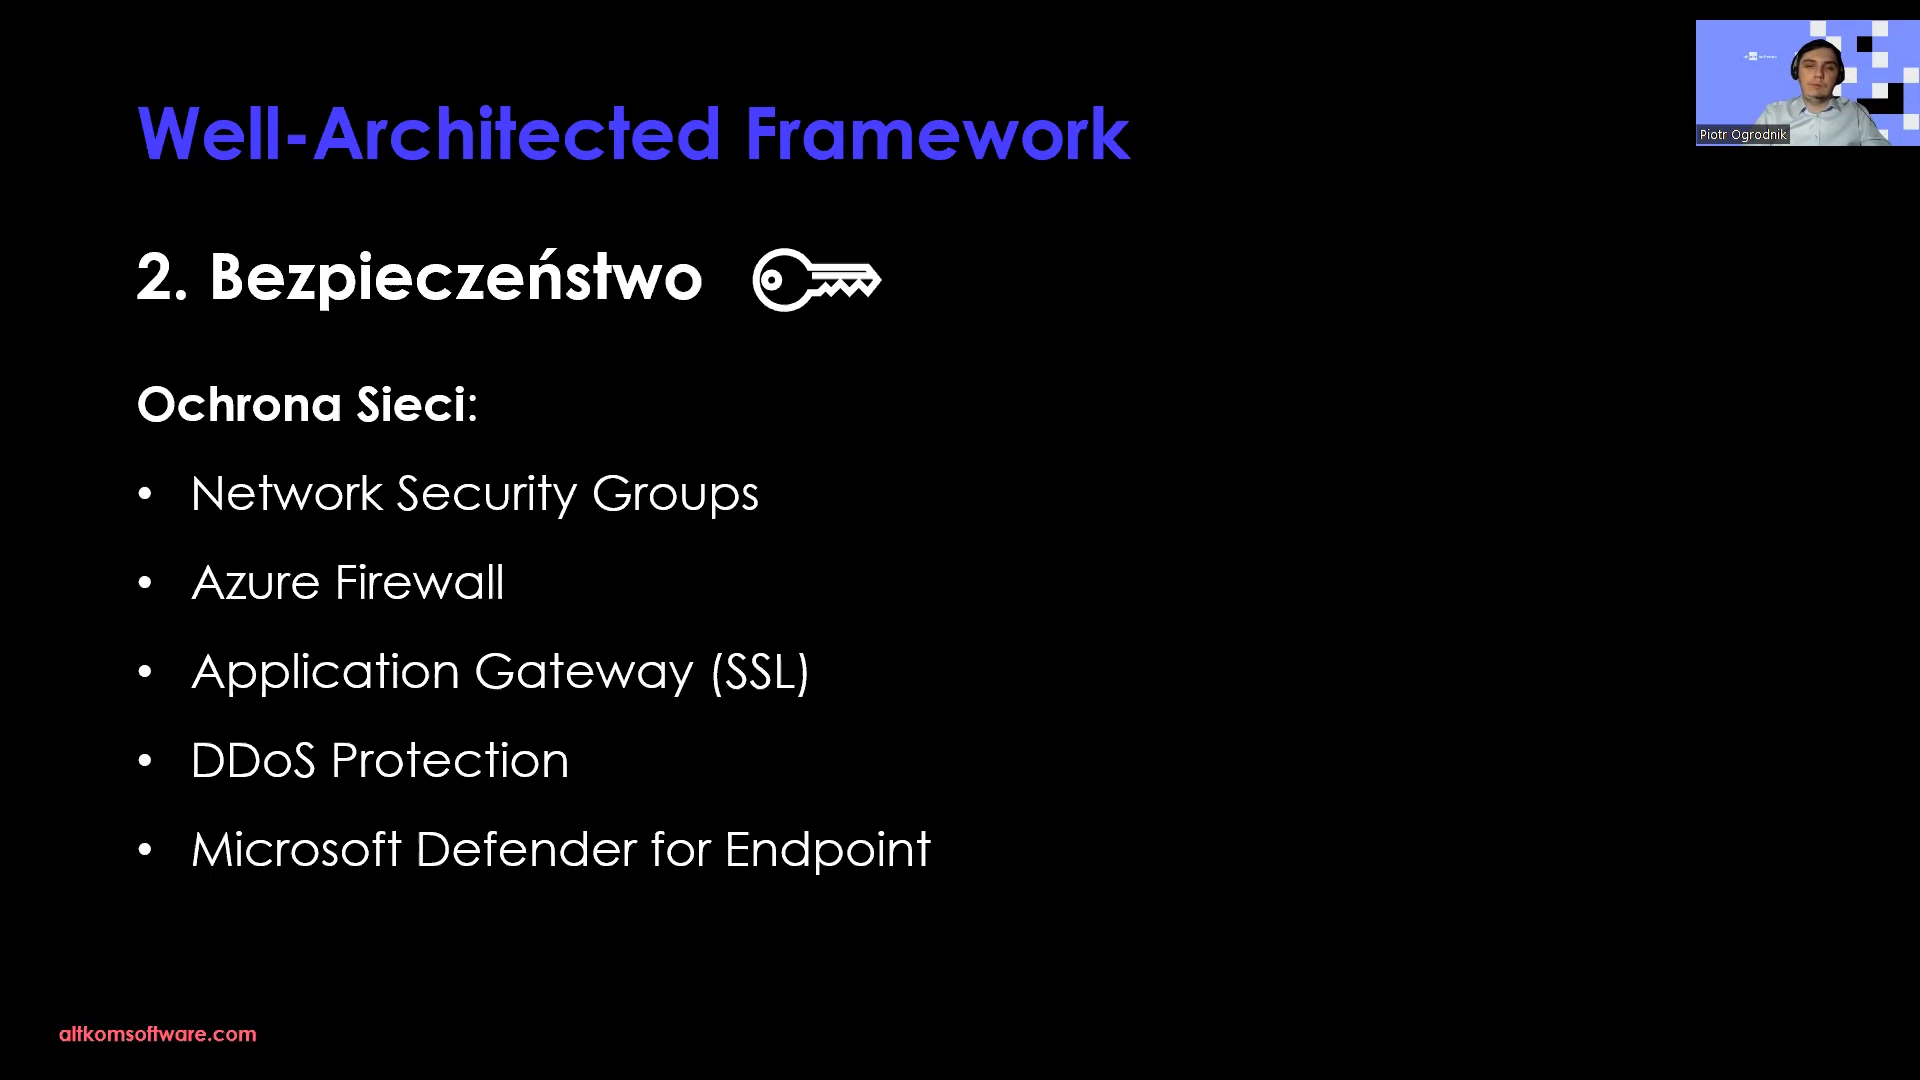 Well-Architected Framework
2. Bezpieczeństwo
Ochrona Sieci:
• Network Security Groups
• Azure Firewall
• Application Gateway (SSL)
• DDoS Protection
• Microsoft Defender for Endpoint
altkomsoftware.com
Piotr Ogrodnik